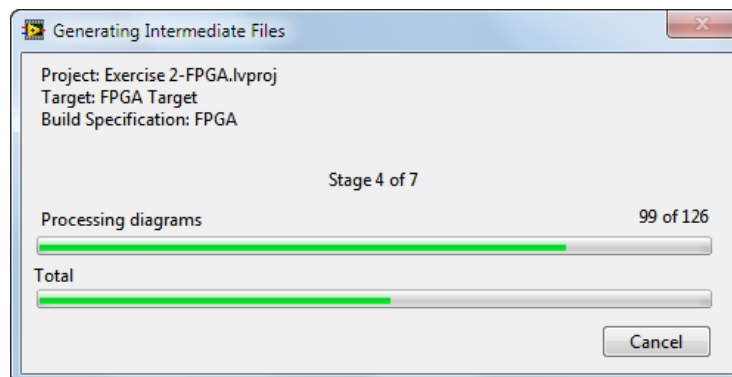 Generating Intermediate Files
Project: Exercise 2-FPGA.lvproj
Target: FPGA Target
Build Specification: FPGA
Stage 4 of 7
Processing diagrams 99 of 126
Total
Cancel